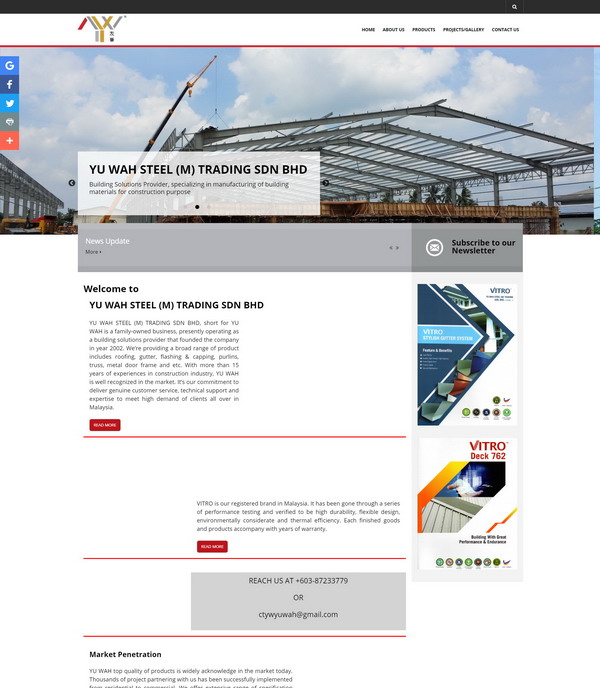 HOME ABOUT US PRODUCTS PROJECTS/GALLERY CONTACT US
YU WAH STEEL (M) TRADING SDN BHD
Building Solutions Provider, specializing in manufacturing of building
materials for construction purpose
News Update
More
Subscribe to our
Newsletter
Welcome to
YU WAH STEEL (M) TRADING SDN BHD
YU WAH STEEL (M) TRADING SDN BHD, short for YU
WAH is a family-owned business, presently operating as
a building solutions provider that founded the company
in year 2002. We're providing a broad range of product
includes roofing, gutter, flashing & capping, purlins,
truss, metal door frame and etc. With more than 15
years of experiences in construction industry, YU WAH
is well recognized in the market. It's our commitment to
deliver genuine customer service, technical support and
expertise to meet high demand of clients all over in
Malaysia.
READ MORE
VITRO
VITRO
STYLISH GUTTER SYSTEM
Feature & Benefits
VITRO
Deck 762
Building With Great
Performance & Endurance
VITRO is our registered brand in Malaysia. It has been gone through a series
of performance testing and verified to be high durability, flexible design,
environmentally considerate and thermal efficiency. Each finished goods
and products accompany with years of warranty.
READ MORE
REACH US AT +603-87233779
OR
ctywyuwah@gmail.com
Market Penetration
YU WAH top quality of products is widely acknowledge in the market today.
Thousands of project partnering with us has been successfully implemented
from residential to commercial. We offer extensive range of specification